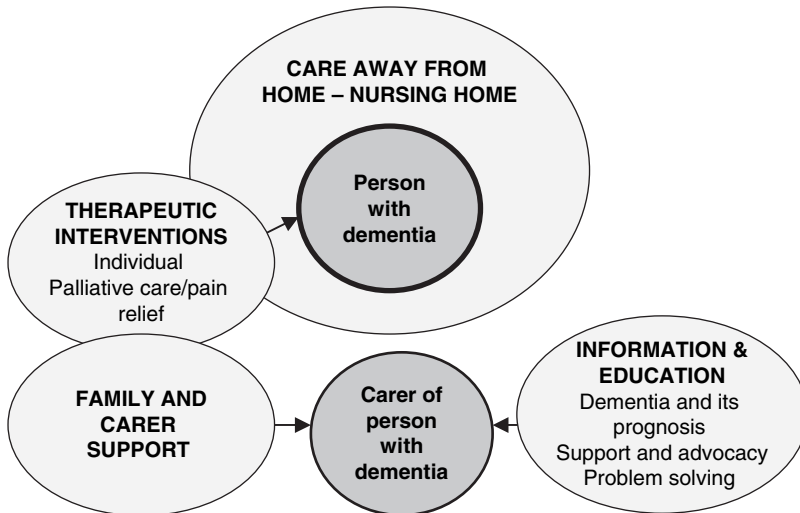 CARE AWAY FROM
HOME – NURSING HOME
Person
with
dementia
THERAPEUTIC
INTERVENTIONS
Individual
Palliative care/pain
relief
FAMILY AND
CARER
SUPPORT
Carer of
person
with
dementia
INFORMATION &
EDUCATION
Dementia and its
prognosis
Support and advocacy
Problem solving